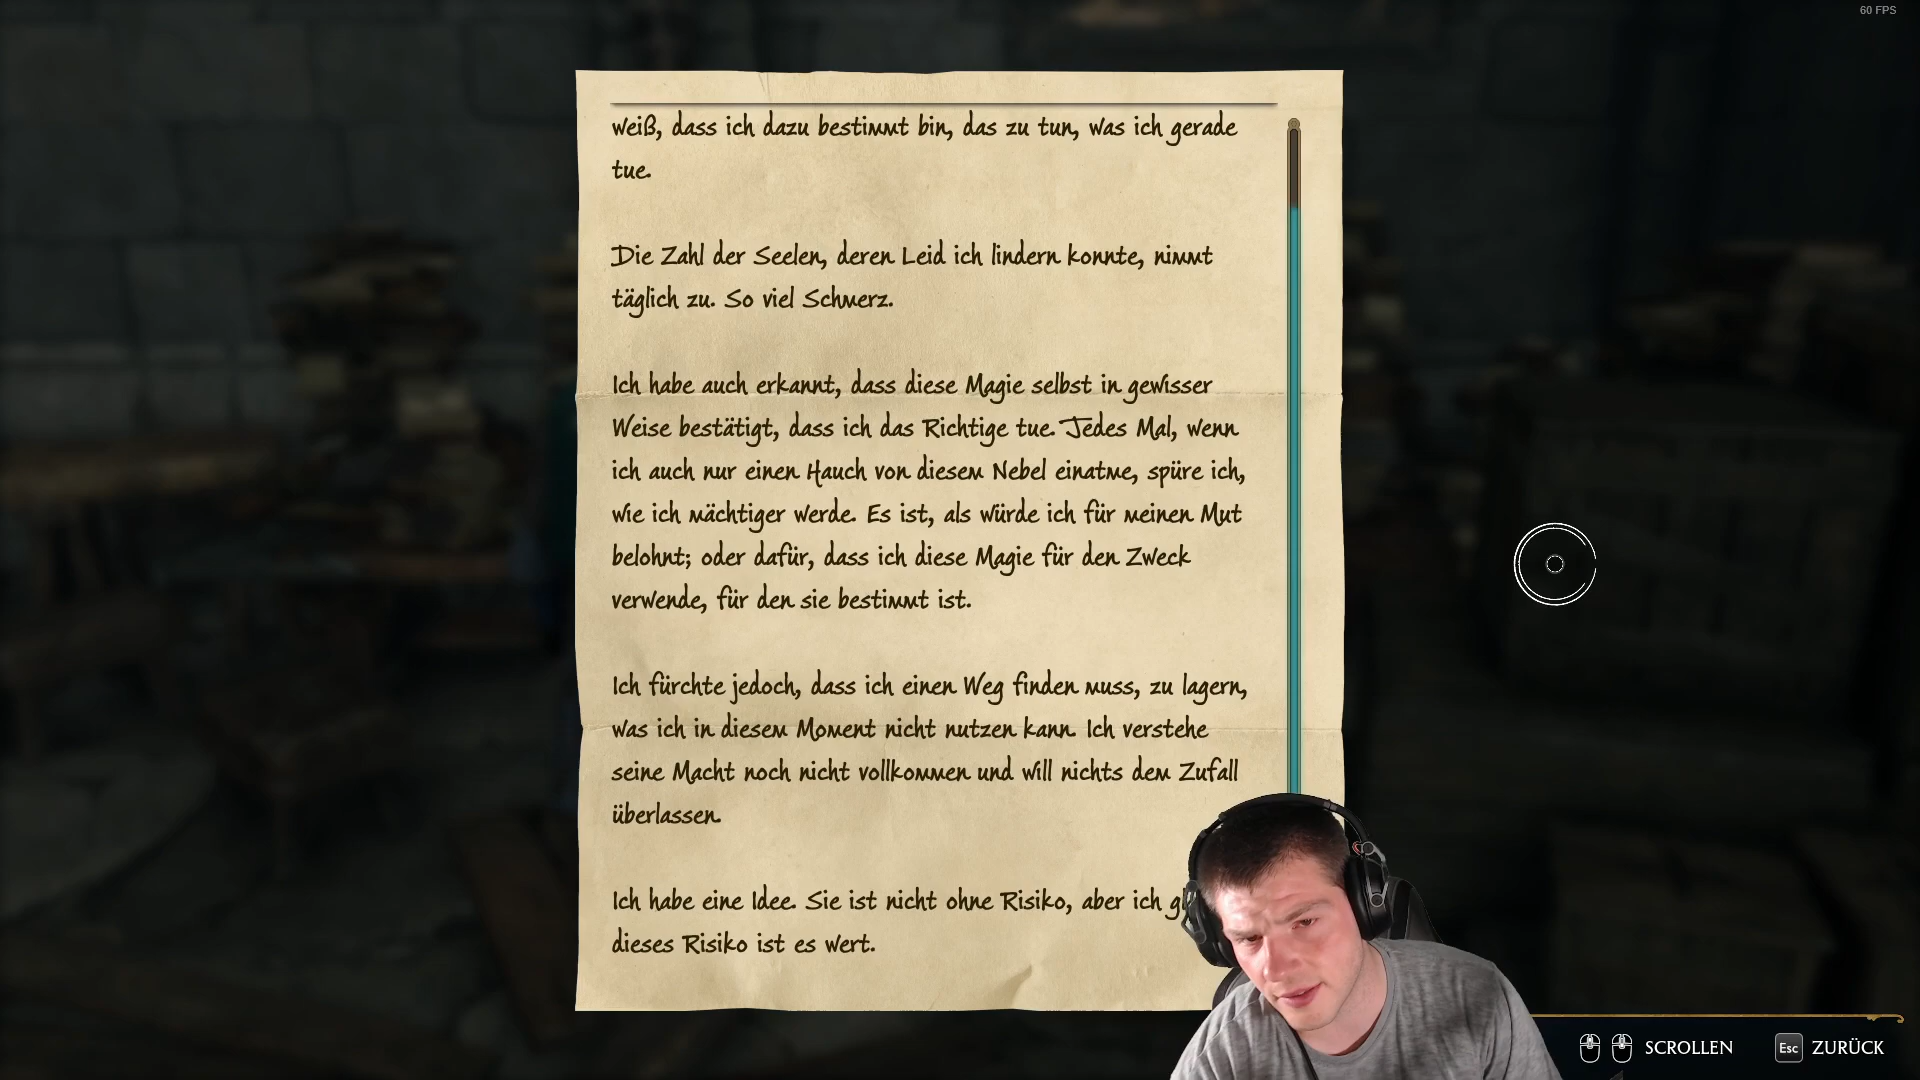 60 FPS
weiß, dass ich dazu bestimmt bin, das zu tun, was ich gerade
tue.
Die Zahl der Seelen, deren Leid ich lindern konnte, nimmt
täglich zu. So viel Schmerz.
Ich habe auch erkannt, dass diese Magie selbst in gewisser
Weise bestätigt, dass ich das Richtige tue. Jedes Mal, wenn
ich auch nur einen Hauch von diesem Nebel einatme, spüre ich,
wie ich mächtiger werde. Es ist, als würde ich für meinen Mut
belohnt; oder dafür, dass ich diese Magie für den Zweck
verwende, für den sie bestimmt ist.
Ich fürchte jedoch, dass ich einen Weg finden muss, zu lagern,
was ich in diesem Moment nicht nutzen kann. Ich verstehe
seine Macht noch nicht vollkommen und will nichts dem Zufall
überlassen.
Ich habe eine Idee. Sie ist nicht ohne Risiko, aber ich
dieses Risiko ist es wert.
SCROLLEN
Esc ZURÜCK